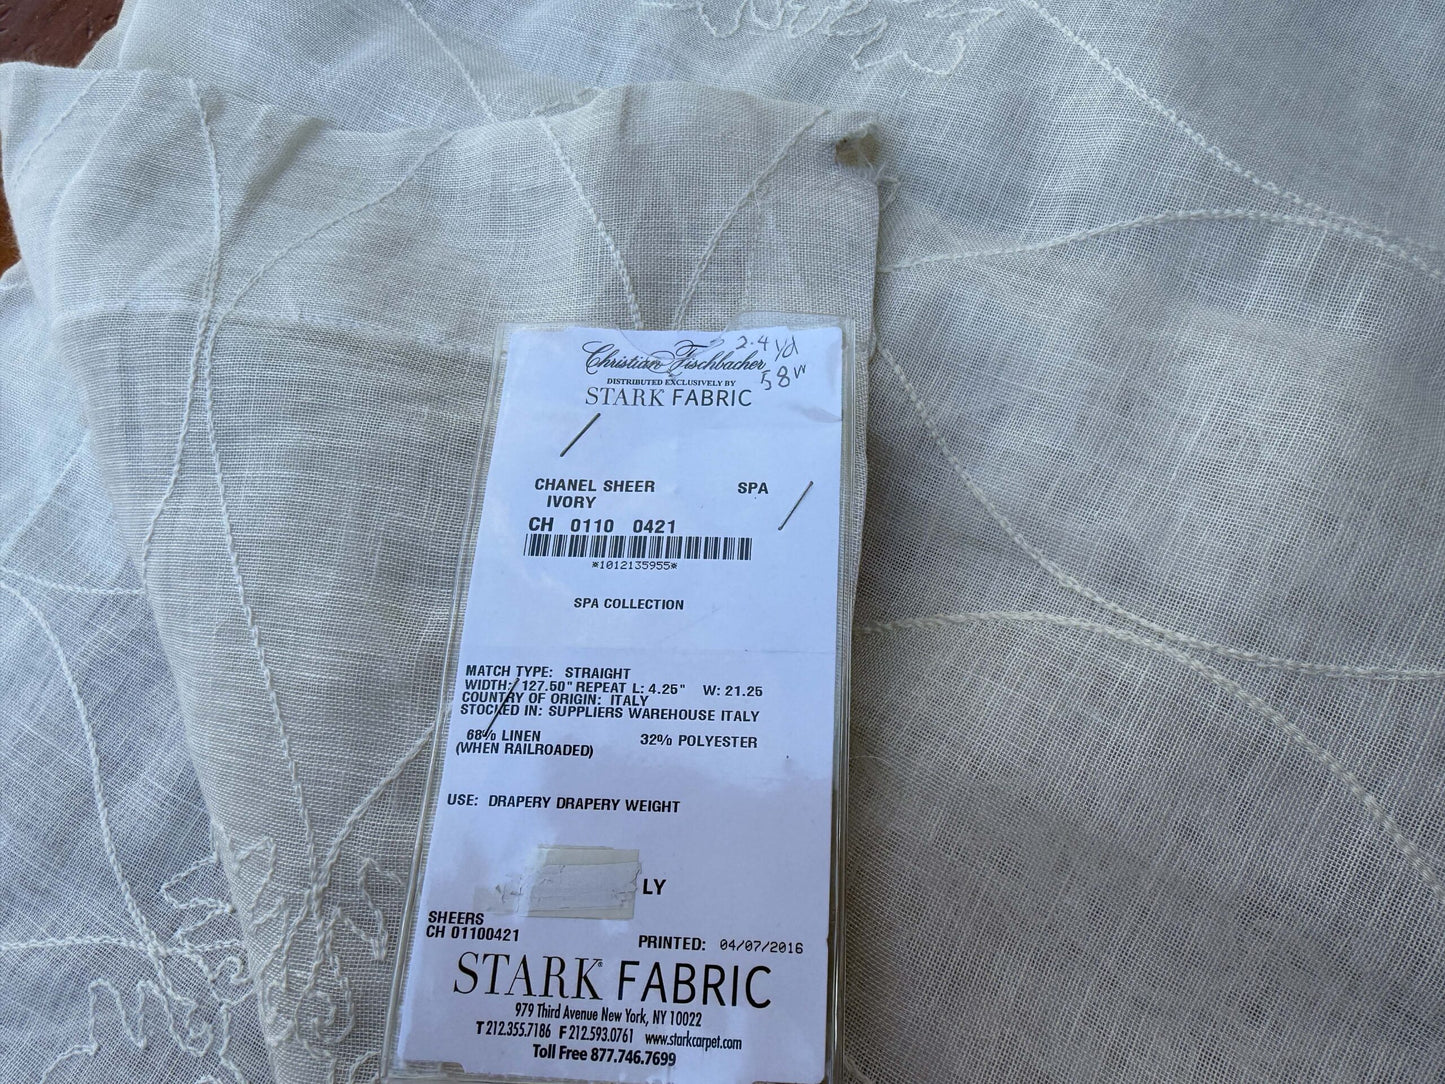 2.4 yd
58 W
Christian Fischbacher
DISTRIBUTED EXCLUSIVELY BY
STARK FABRIC
CHANEL SHEER SPA
IVORY
CH 0110 0421
*1012135955*
SPA COLLECTION
MATCH TYPE: STRAIGHT
WIDTH: 127.50" REPEAT L: 4.25" W: 21.25
COUNTRY OF ORIGIN: ITALY
STOCKED IN: SUPPLIERS WAREHOUSE ITALY
68% LINEN 32% POLYESTER
(WHEN RAILROADED)
USE: DRAPERY DRAPERY WEIGHT
LY
SHEERS
CH 01100421
PRINTED: 04/07/2016
STARK FABRIC
979 Third Avenue New York, NY 10022
T 212.355.7186 F 212.593.0761 www.starkcarpet.com
Toll Free 877.746.7699